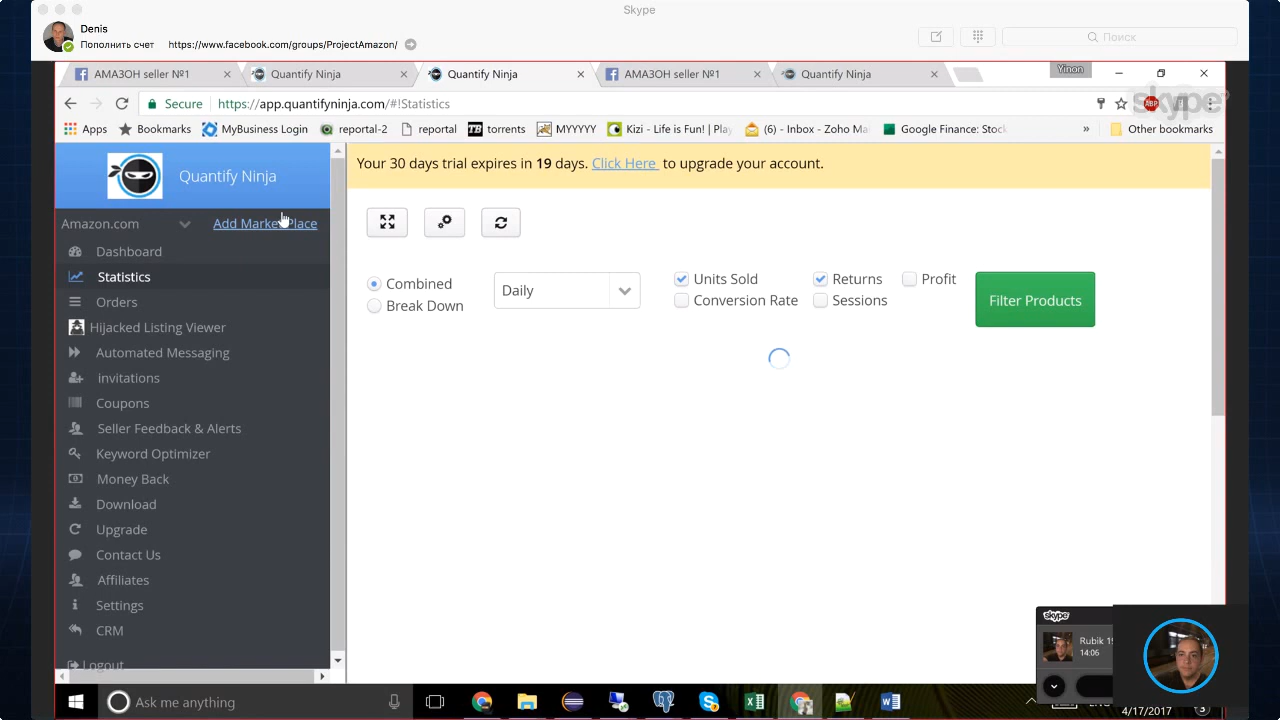 Skype
Denis
Пополнить счет https://www.facebook.com/groups/ProjectAmazon/
Поиск
АМАЗОН seller №1
Quantify Ninja
Quantify Ninja
АМАЗОН seller №1
Quantify Ninja
Yinon
Secure https://app.quantifyninja.com/#!Statistics
ABP
skype
Apps Bookmarks MyBusiness Login reportal-2 reportal torrents MYYYYY Kizi - Life is Fun! | Play (6) - Inbox - Zoho Ma Google Finance: Stoc » Other bookmarks
Quantify Ninja
Your 30 days trial expires in 19 days. Click Here to upgrade your account.
Amazon.com Add MarketPlace
Dashboard
Statistics
Orders
Hijacked Listing Viewer
Automated Messaging
invitations
Coupons
Seller Feedback & Alerts
Keyword Optimizer
Money Back
Download
Upgrade
Contact Us
Affiliates
Settings
CRM
Logout
Combined
Break Down
Daily
Units Sold
Returns
Profit
Conversion Rate
Sessions
Filter Products
skype
Rubik 15
14:06
Ask me anything
4/17/2017
3